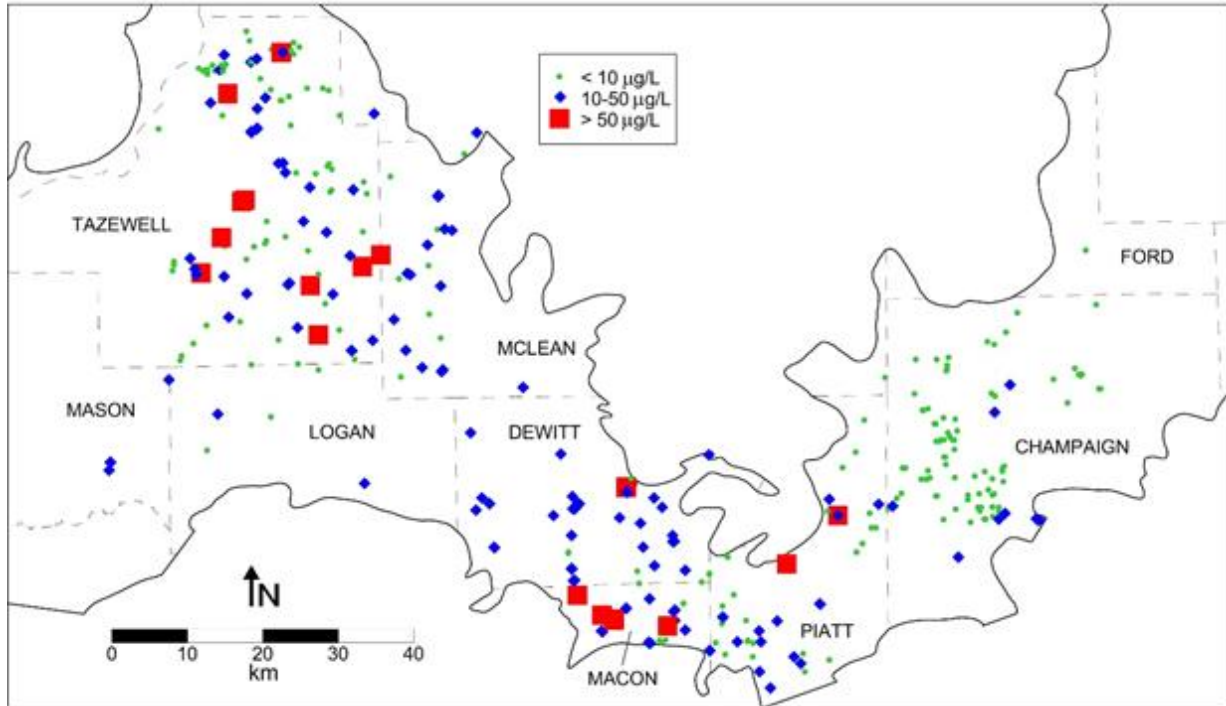 < 10 µg/L
10-50 µg/L
> 50 µg/L
TAZEWELL
FORD
MCLEAN
MASON
LOGAN
DEWITT
CHAMPAIGN
N
PIATT
0 10 20 30 40
km
MACON